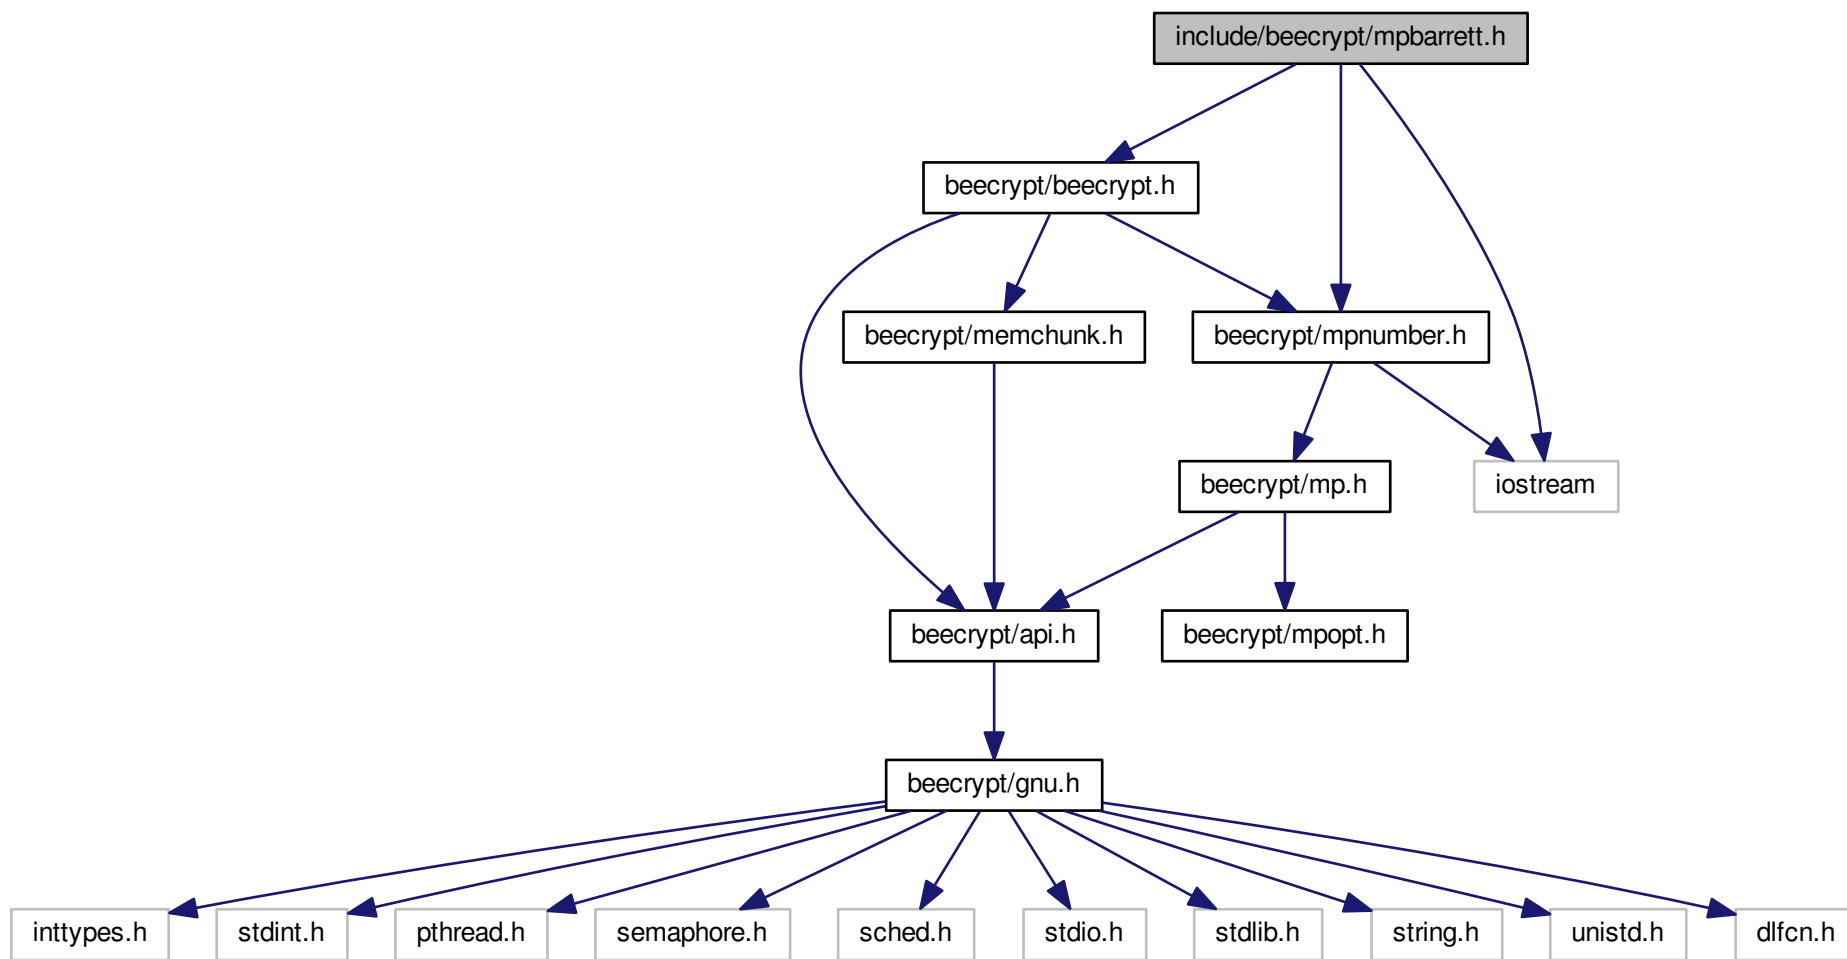 include/beecrypt/mpbarrett.h
beecrypt/beecrypt.h
beecrypt/memchunk.h
beecrypt/mpnumber.h
beecrypt/mp.h
iostream
beecrypt/api.h
beecrypt/mpopt.h
beecrypt/gnu.h
inttypes.h
stdint.h
pthread.h
semaphore.h
sched.h
stdio.h
stdlib.h
string.h
unistd.h
dlfcn.h